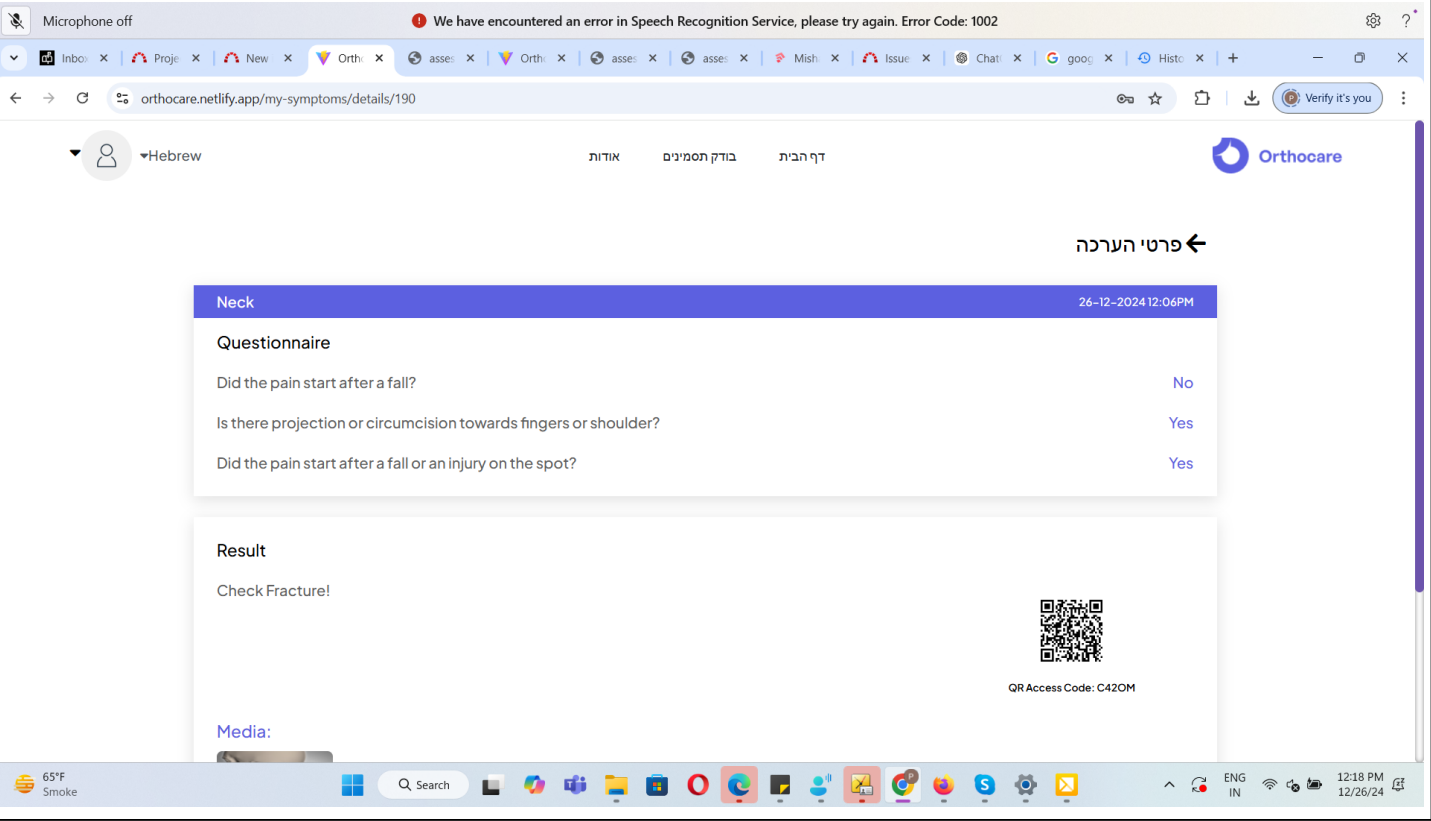 Microphone off
We have encountered an error in Speech Recognition Service, please try again. Error Code: 1002
?
Inbo
Proje
New
Ortho
asses
Ortho
asses
asses
Mish
Issue
Chat
goog
Histo
orthocare.netlify.app/my-symptoms/details/190
Verify it's you
Hebrew
דף הבית
בודק תסמינים
אודות
Orthocare
פרטי הערכה
Neck
26-12-2024 12:06PM
Questionnaire
Did the pain start after a fall?
No
Is there projection or circumcision towards fingers or shoulder?
Yes
Did the pain start after a fall or an injury on the spot?
Yes
Result
Check Fracture!
QR Access Code: C42OM
Media:
65°F
Smoke
Search
ENG
IN
12:18 PM
12/26/24